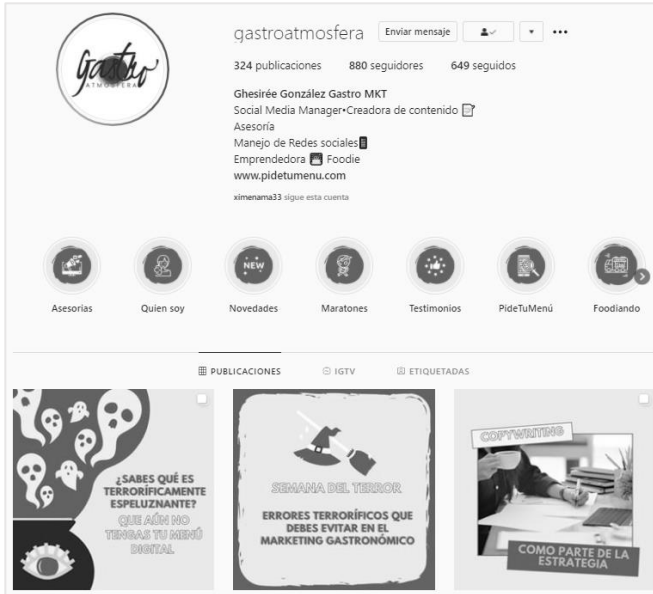 Gastro
ATMOSFERA
gastroatmosfera Enviar mensaje
324 publicaciones 880 seguidores 649 seguidos
Ghesirée González Gastro MKT
Social Media Manager•Creadora de contenido
Asesoría
Manejo de Redes sociales
Emprendedora Foodie
www.pidetumenu.com
ximenama33 sigue esta cuenta
NEW
Asesorias Quien soy Novedades Maratones Testimonios PideTuMenú Foodiando
PUBLICACIONES IGTV ETIQUETADAS
¿SABES QUÉ ES
TERRORÍFICAMENTE
ESPELUZNANTE?
QUE AÚN NO
TENGAS TU MENÚ
DIGITAL
SEMANA DEL TERROR
ERRORES TERRORÍFICOS QUE
DEBES EVITAR EN EL
MARKETING GASTRONÓMICO
COPYWRITING
COMO PARTE DE LA
ESTRATEGIA